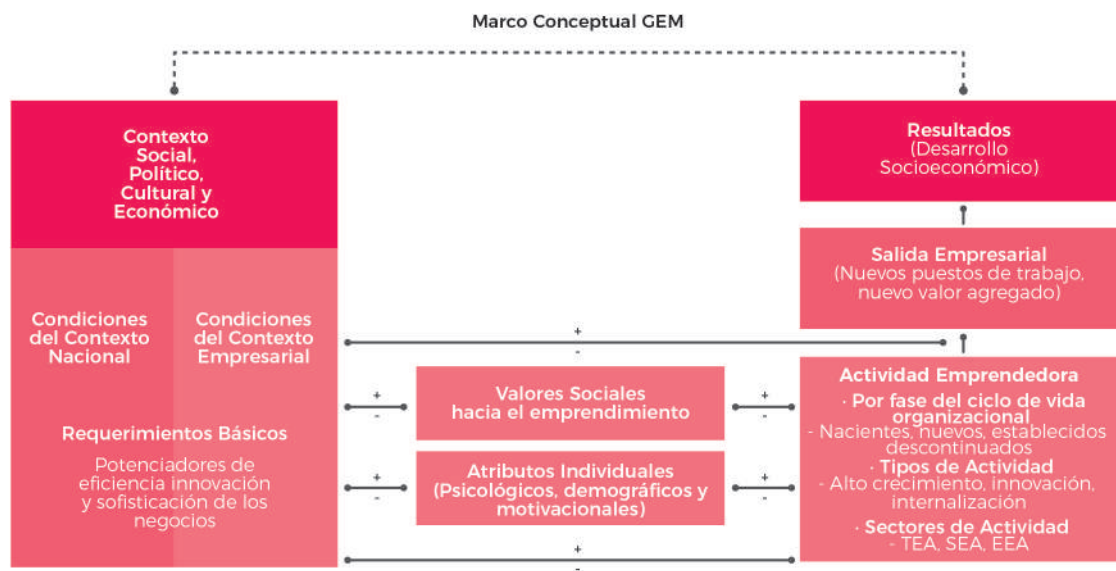 Marco Conceptual GEM
Contexto
Social,
Político,
Cultural y
Económico
Condiciones
del Contexto
Nacional
Condiciones
del Contexto
Empresarial
Requerimientos Básicos
Potenciadores de
eficiencia innovación
y sofisticación de los
negocios
+
-
+
-
Valores Sociales
hacia el emprendimiento
+
-
+
-
Atributos Individuales
(Psicológicos, demográficos y
motivacionales)
+
-
+
-
Resultados
(Desarrollo
Socioeconómico)
Salida Empresarial
(Nuevos puestos de trabajo,
nuevo valor agregado)
Actividad Emprendedora
· Por fase del ciclo de vida
organizacional
- Nacientes, nuevos, establecidos
descontinuados
· Tipos de Actividad
- Alto crecimiento, innovación,
internalización
· Sectores de Actividad
- TEA, SEA, EEA